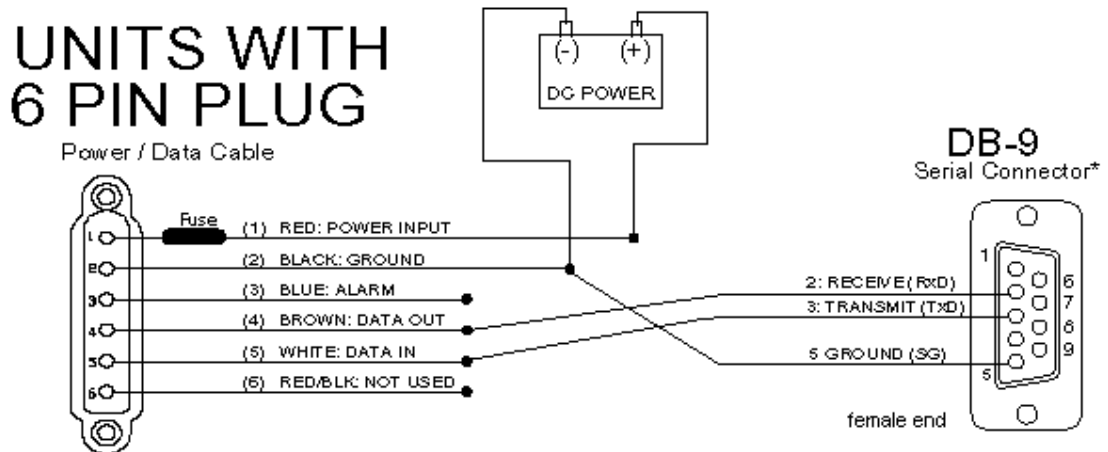 UNITS WITH
6 PIN PLUG
Power / Data Cable
(-) (+)
DC POWER
DB-9
Serial Connector*
Fuse
1 (1) RED: POWER INPUT
2 (2) BLACK: GROUND
3 (3) BLUE: ALARM
4 (4) BROWN: DATA OUT
5 (5) WHITE: DATA IN
6 (6) RED/BLK: NOT USED
2: RECEIVE (RxD)
3: TRANSMIT (TxD)
5 GROUND (SG)
1
6
7
8
9
5
female end